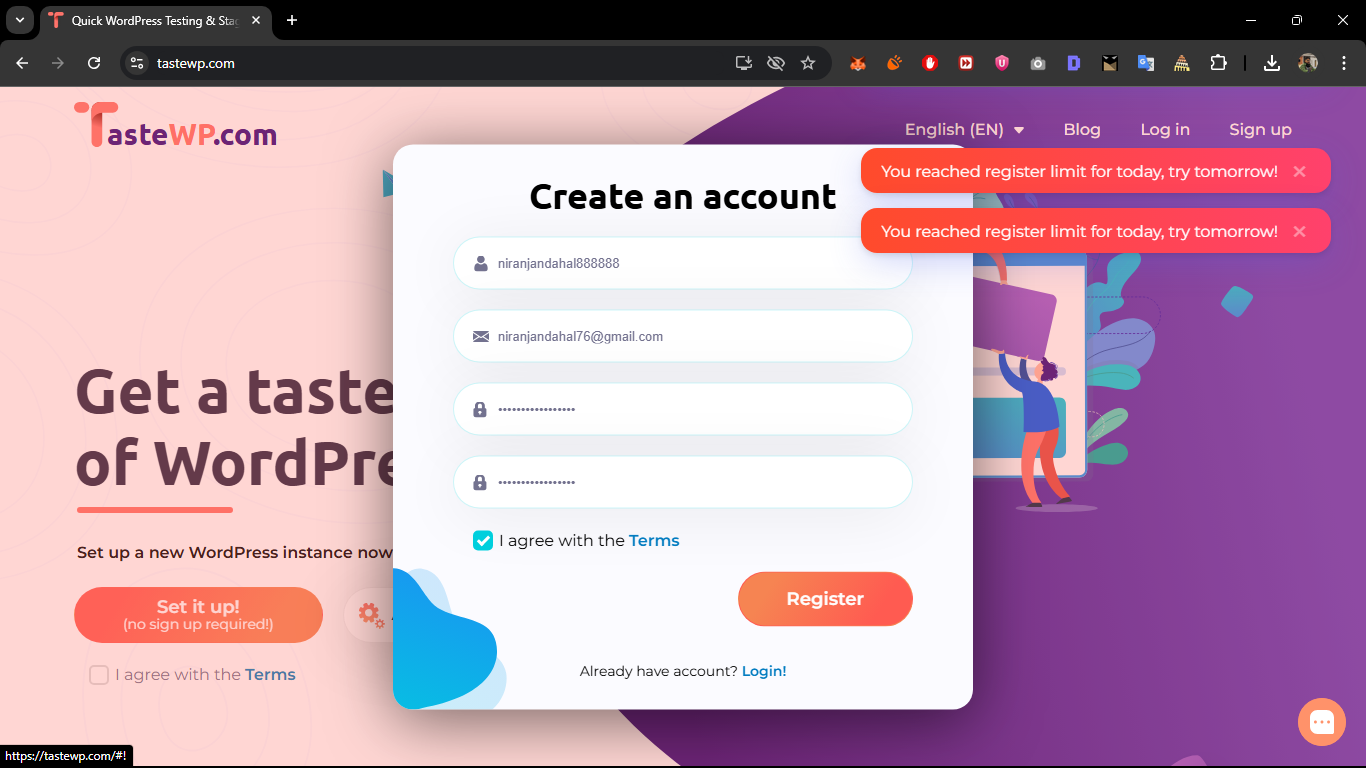 Quick WordPress Testing & Stag
tastewp.com
TasteWP.com
English (EN)
Blog
Log in
Sign up
You reached register limit for today, try tomorrow!
You reached register limit for today, try tomorrow!
Create an account
niranjandahal888888
niranjandahal76@gmail.com
•••••••••••••••••
•••••••••••••••••
I agree with the Terms
Register
Already have account? Login!
Get a taste
of WordPre
Set up a new WordPress instance now
Set it up!
(no sign up required!)
I agree with the Terms
https://tastewp.com/#!